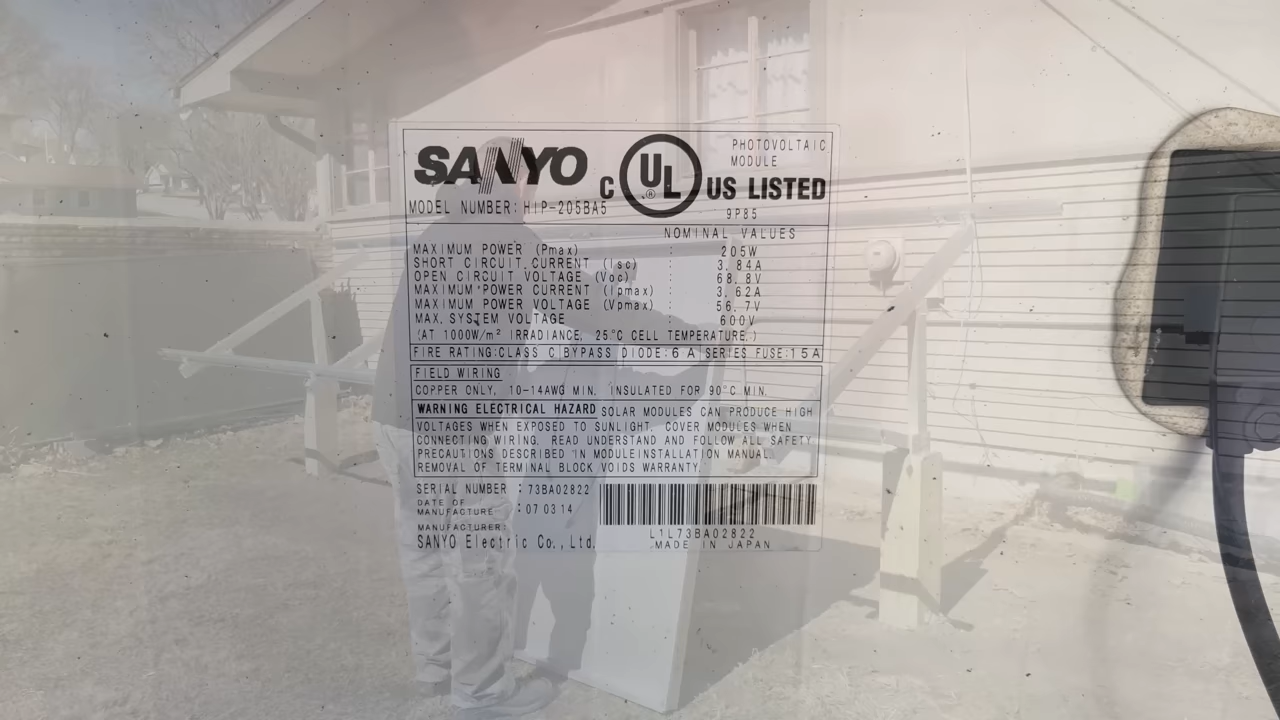 SANYO
C UL® US LISTED
PHOTOVOLTAIC
MODULE
MODEL NUMBER: HIP-205BA5
9P85
NOMINAL VALUES
MAXIMUM POWER (Pmax) : 205W
SHORT CIRCUIT CURRENT (Isc) : 3.84A
OPEN CIRCUIT VOLTAGE (Voc) : 68.8V
MAXIMUM POWER CURRENT (Ipmax) : 3.62A
MAXIMUM POWER VOLTAGE (Vpmax) : 56.7V
MAX. SYSTEM VOLTAGE : 600V
(AT 1000W/m² IRRADIANCE, 25°C CELL TEMPERATURE.)
FIRE RATING:CLASS C BYPASS DIODE:6A SERIES FUSE:15A
FIELD WIRING
COPPER ONLY, 10-14AWG MIN. INSULATED FOR 90°C MIN.
WARNING ELECTRICAL HAZARD SOLAR MODULES CAN PRODUCE HIGH
VOLTAGES WHEN EXPOSED TO SUNLIGHT. COVER MODULES WHEN
CONNECTING WIRING. READ UNDERSTAND AND FOLLOW ALL SAFETY
PRECAUTIONS DESCRIBED IN MODULEINSTALLATION MANUAL.
REMOVAL OF TERMINAL BLOCK VOIDS WARRANTY.
SERIAL NUMBER : 73BA02822
DATE OF
MANUFACTURE : 070314
MANUFACTURER:
SANYO Electric Co., Ltd.
L1L73BA02822
MADE IN JAPAN